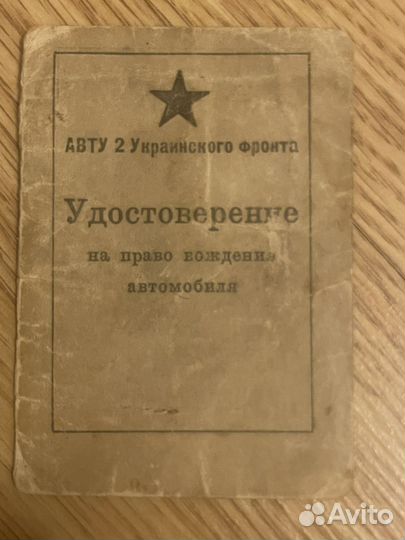 АВТУ 2 Украинского фронта
Удостоверение
на право вождения
автомобиля
Avito